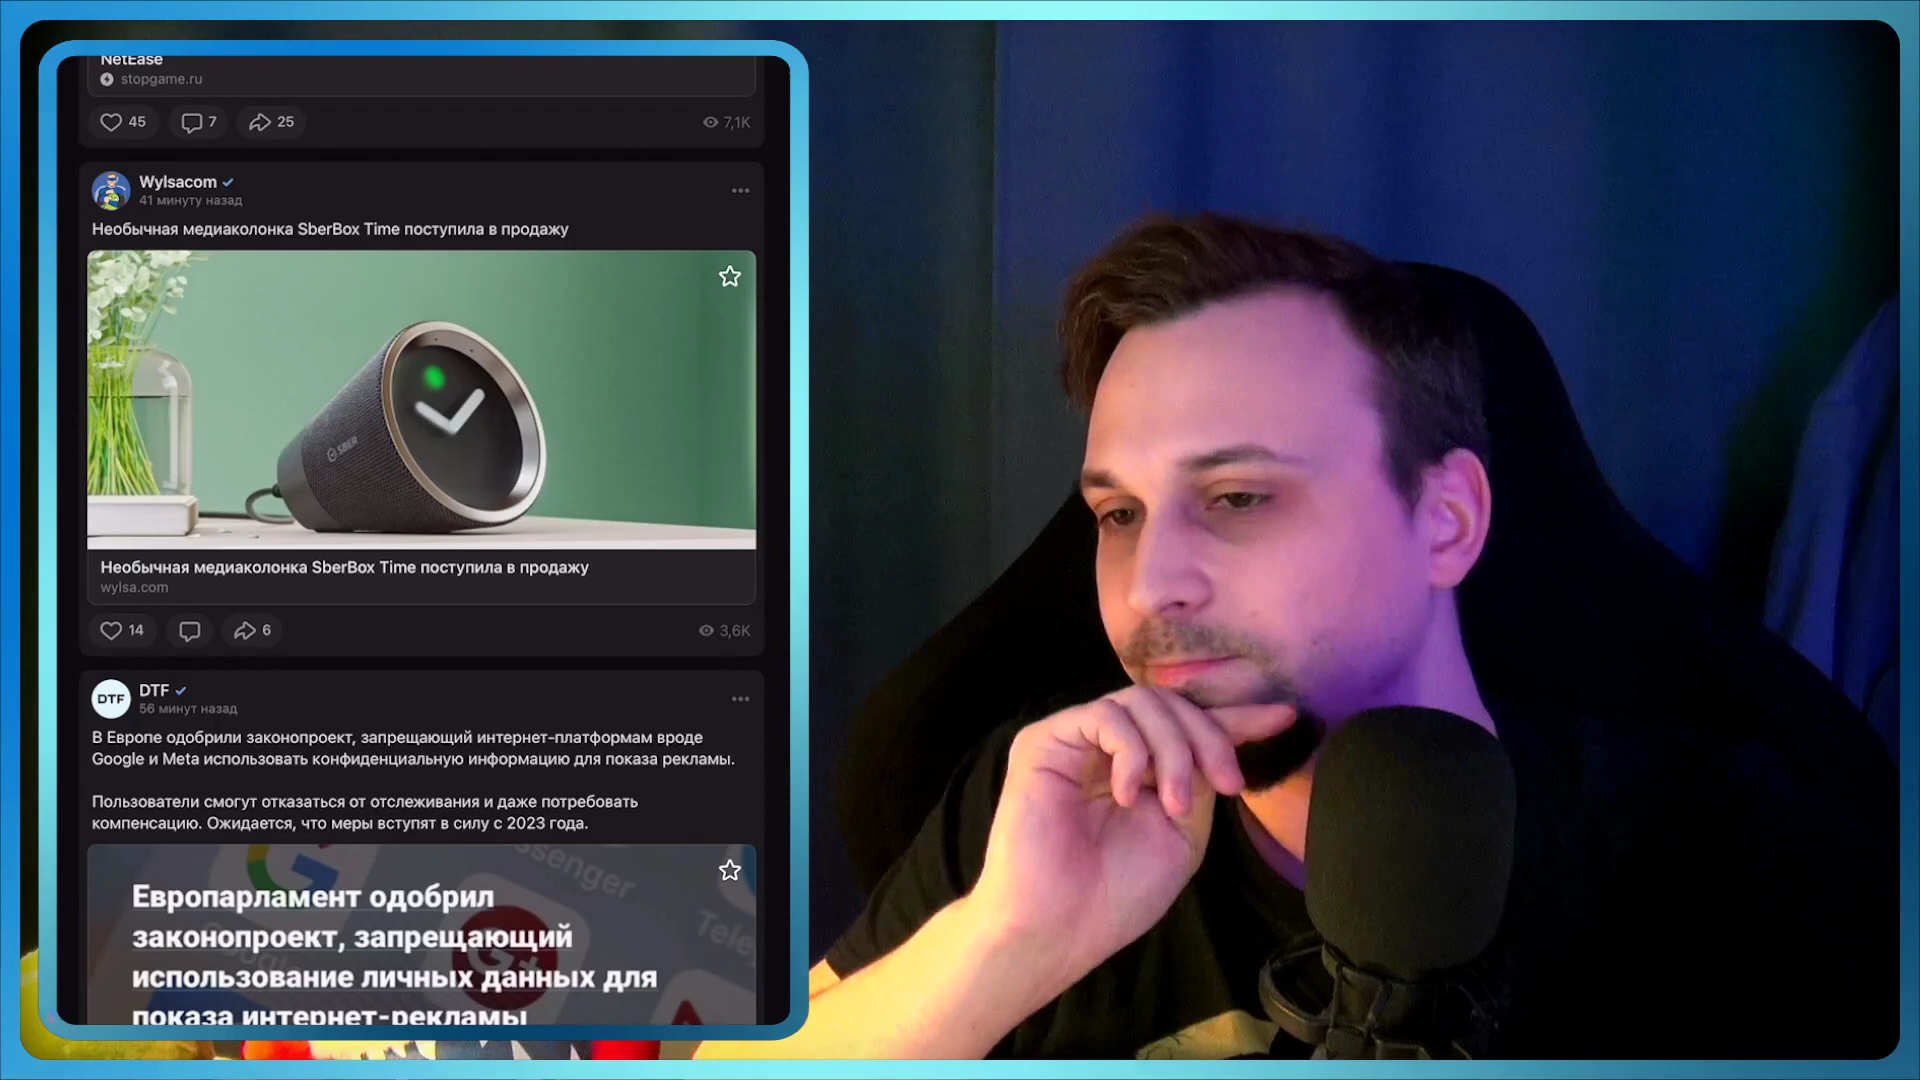 NetEase
stopgame.ru
45
7
25
7,1K
Wylsacom
41 минуту назад
Необычная медиаколонка SberBox Time поступила в продажу
SBER
Необычная медиаколонка SberBox Time поступила в продажу
wylsa.com
14
6
3,6K
DTF
DTF
56 минут назад
В Европе одобрили законопроект, запрещающий интернет-платформам вроде
Google и Meta использовать конфиденциальную информацию для показа рекламы.
Пользователи смогут отказаться от отслеживания и даже потребовать
компенсацию. Ожидается, что меры вступят в силу с 2023 года.
Европарламент одобрил
законопроект, запрещающий
использование личных данных для
показа интернет-рекламы